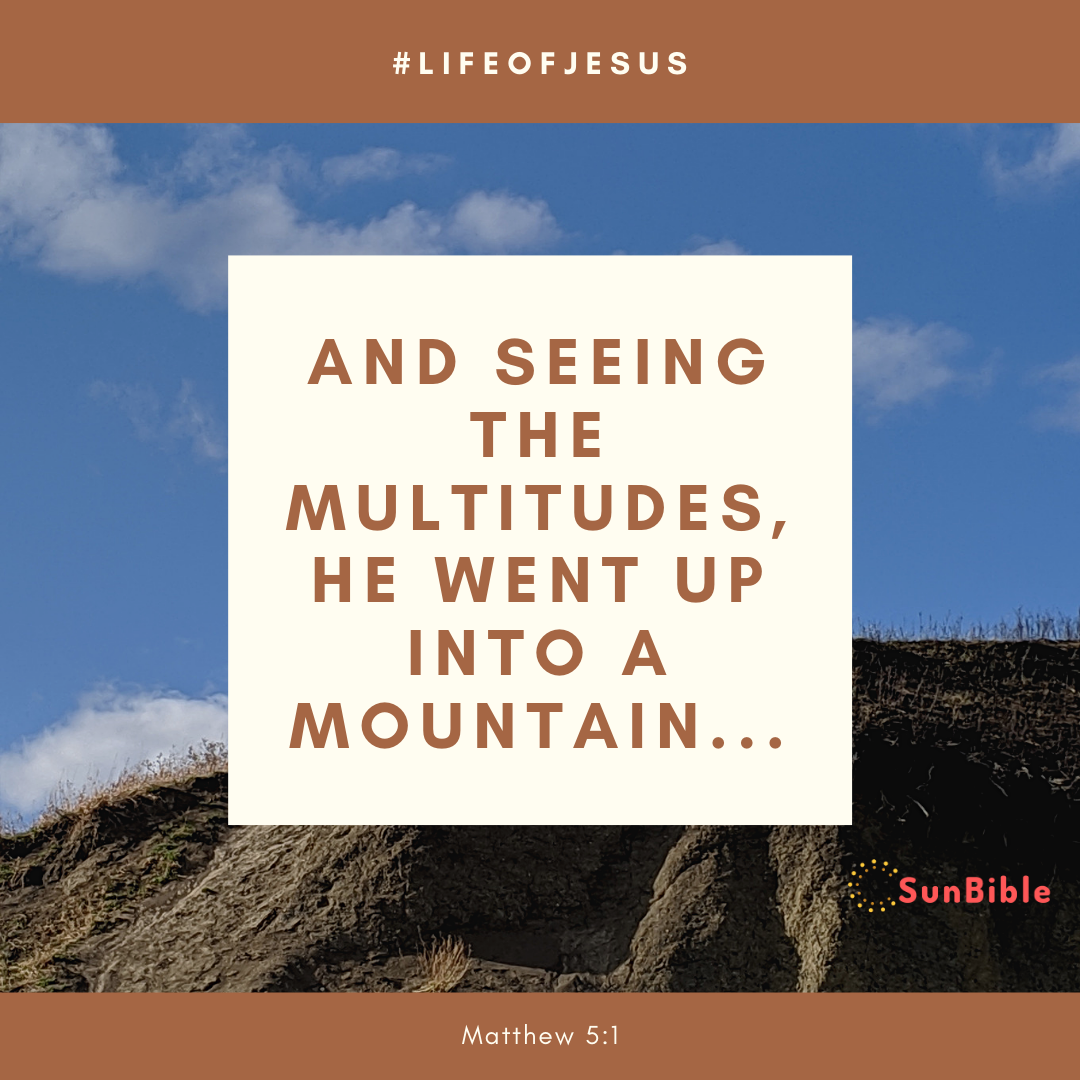 #LIFEOFJESUS
AND SEEING
THE
MULTITUDES,
HE WENT UP
INTO A
MOUNTAIN...
SunBible
Matthew 5:1